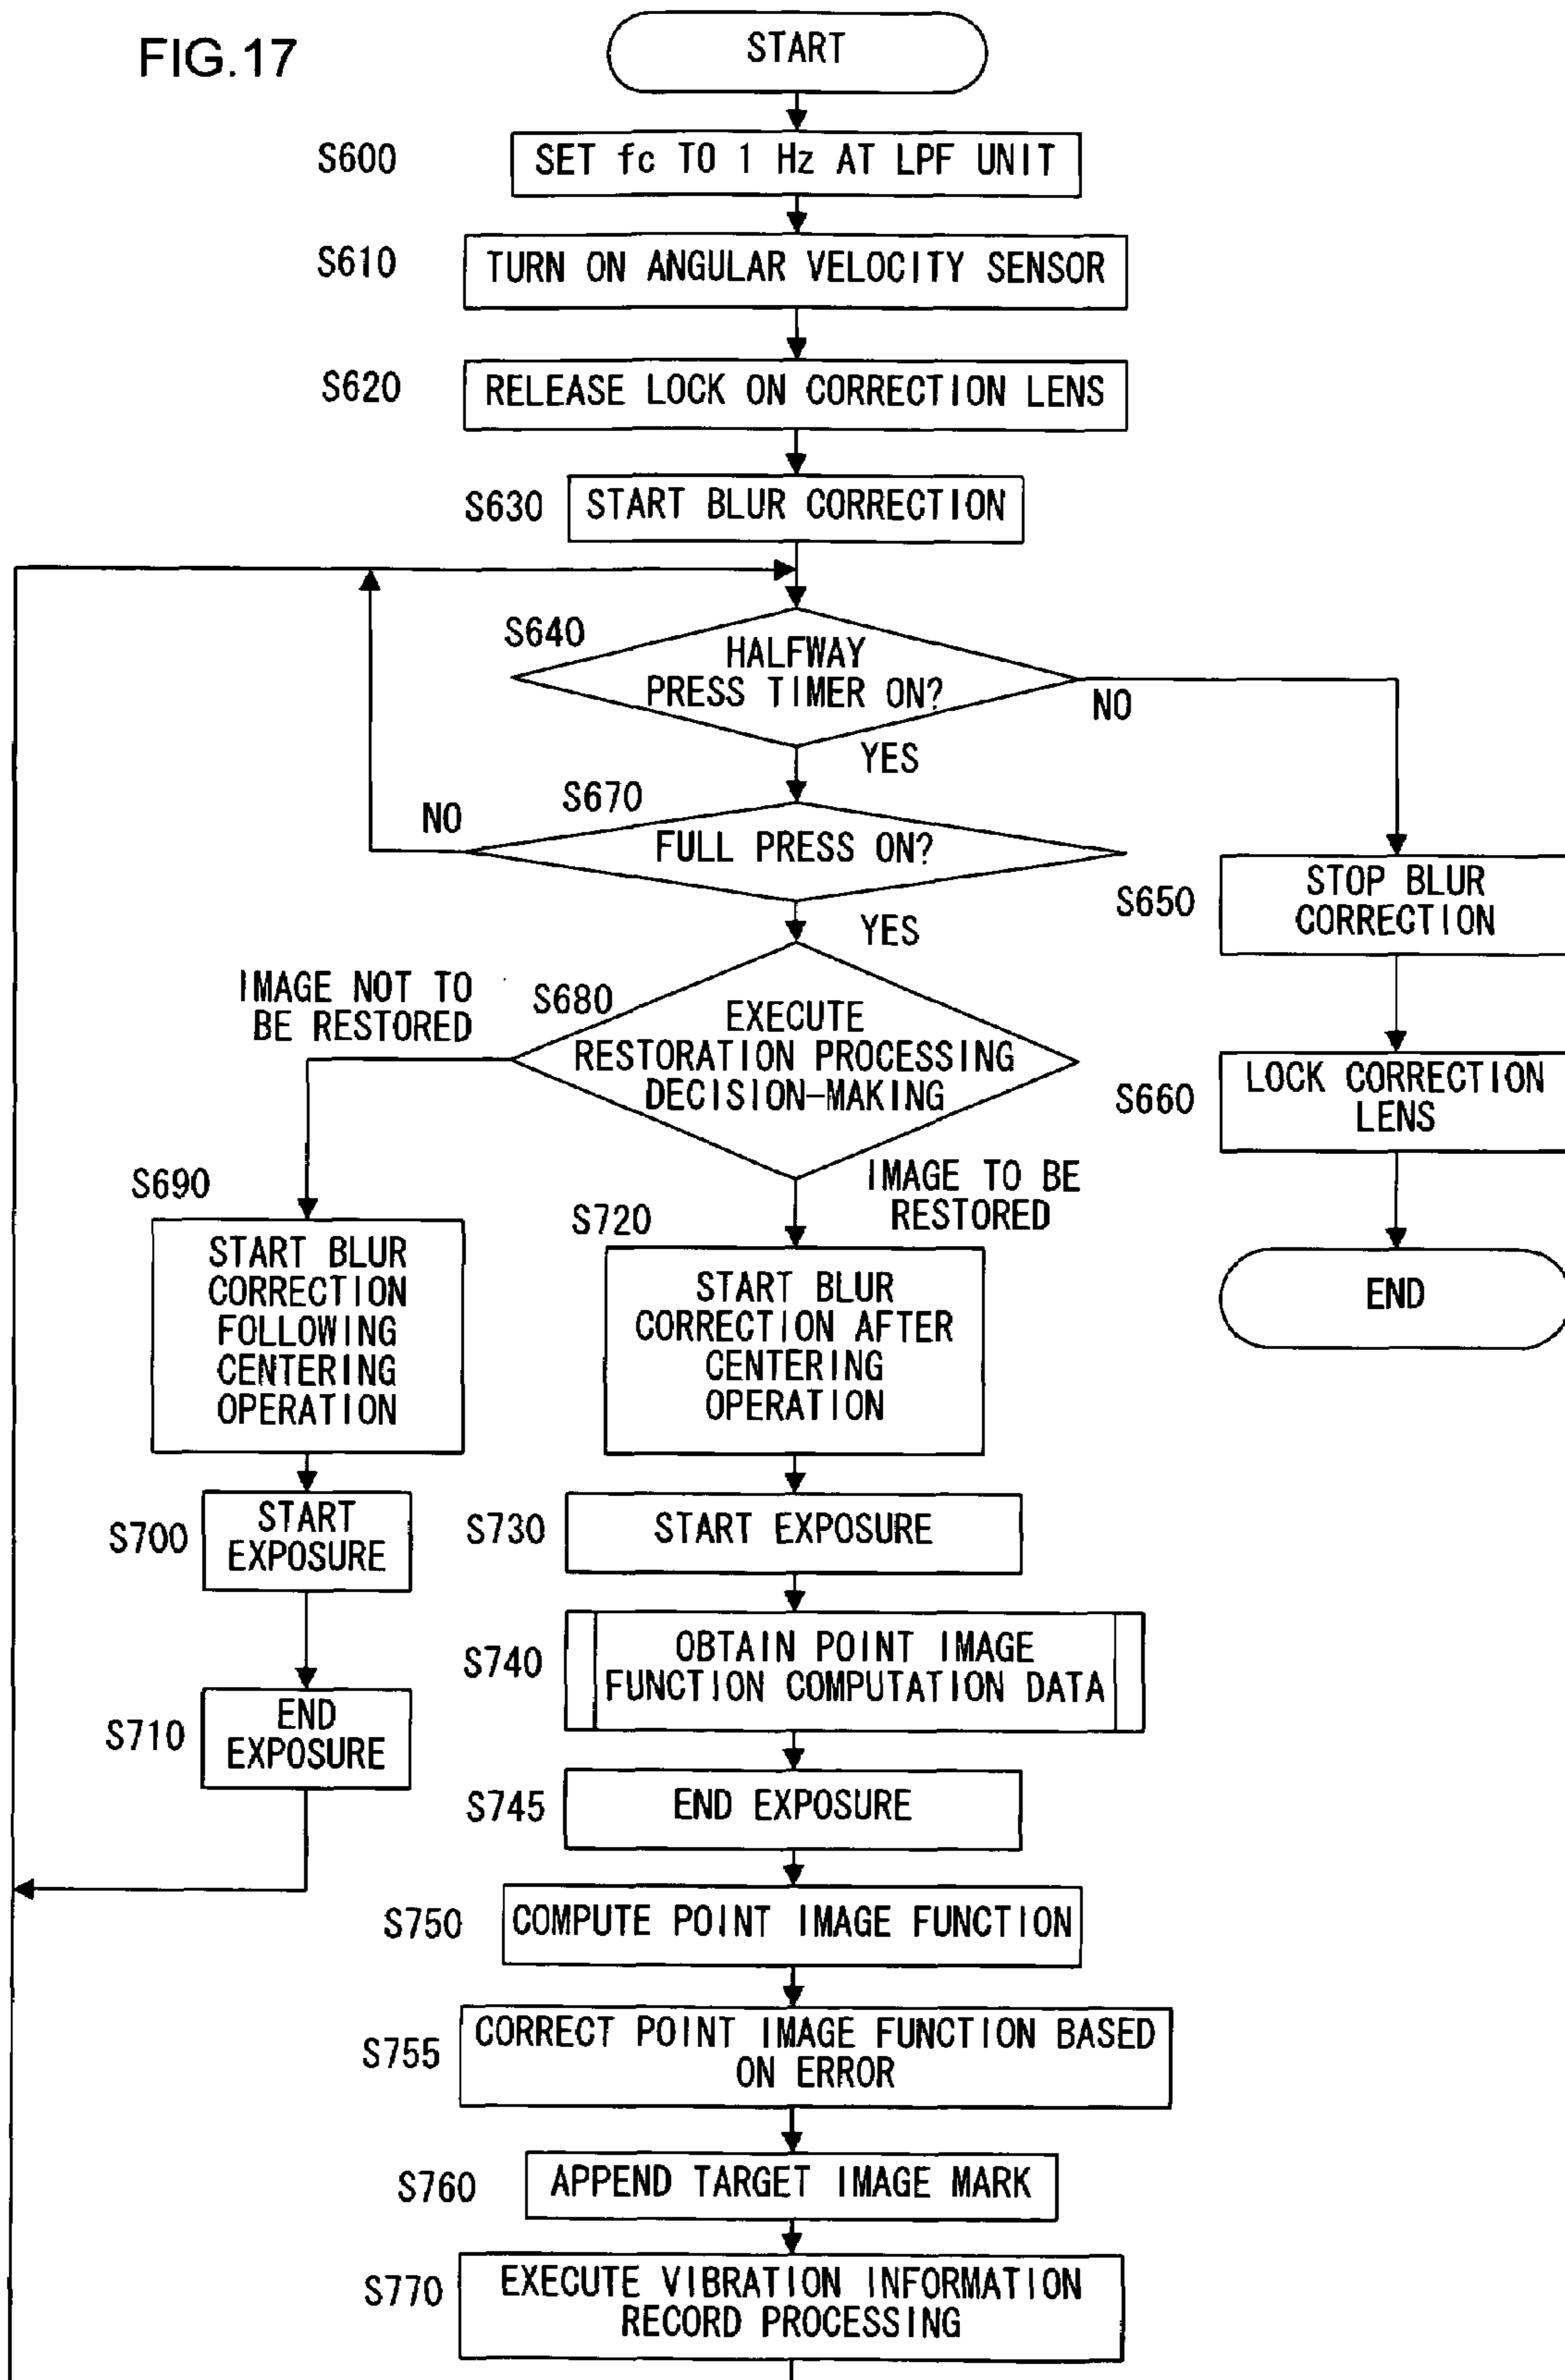 FIG.17
START
S600
SET fc TO 1 Hz AT LPF UNIT
S610
TURN ON ANGULAR VELOCITY SENSOR
S620
RELEASE LOCK ON CORRECTION LENS
S630
START BLUR CORRECTION
S640
HALFWAY
PRESS TIMER ON?
NO
YES
S670
NO
FULL PRESS ON?
YES
S650
STOP BLUR
CORRECTION
S660
LOCK CORRECTION
LENS
END
IMAGE NOT TO
BE RESTORED
S680
EXECUTE
RESTORATION PROCESSING
DECISION-MAKING
IMAGE TO BE
RESTORED
S690
START BLUR
CORRECTION
FOLLOWING
CENTERING
OPERATION
S700
START
EXPOSURE
S710
END
EXPOSURE
S720
START BLUR
CORRECTION AFTER
CENTERING
OPERATION
S730
START EXPOSURE
S740
OBTAIN POINT IMAGE
FUNCTION COMPUTATION DATA
S745
END EXPOSURE
S750
COMPUTE POINT IMAGE FUNCTION
S755
CORRECT POINT IMAGE FUNCTION BASED
ON ERROR
S760
APPEND TARGET IMAGE MARK
S770
EXECUTE VIBRATION INFORMATION
RECORD PROCESSING